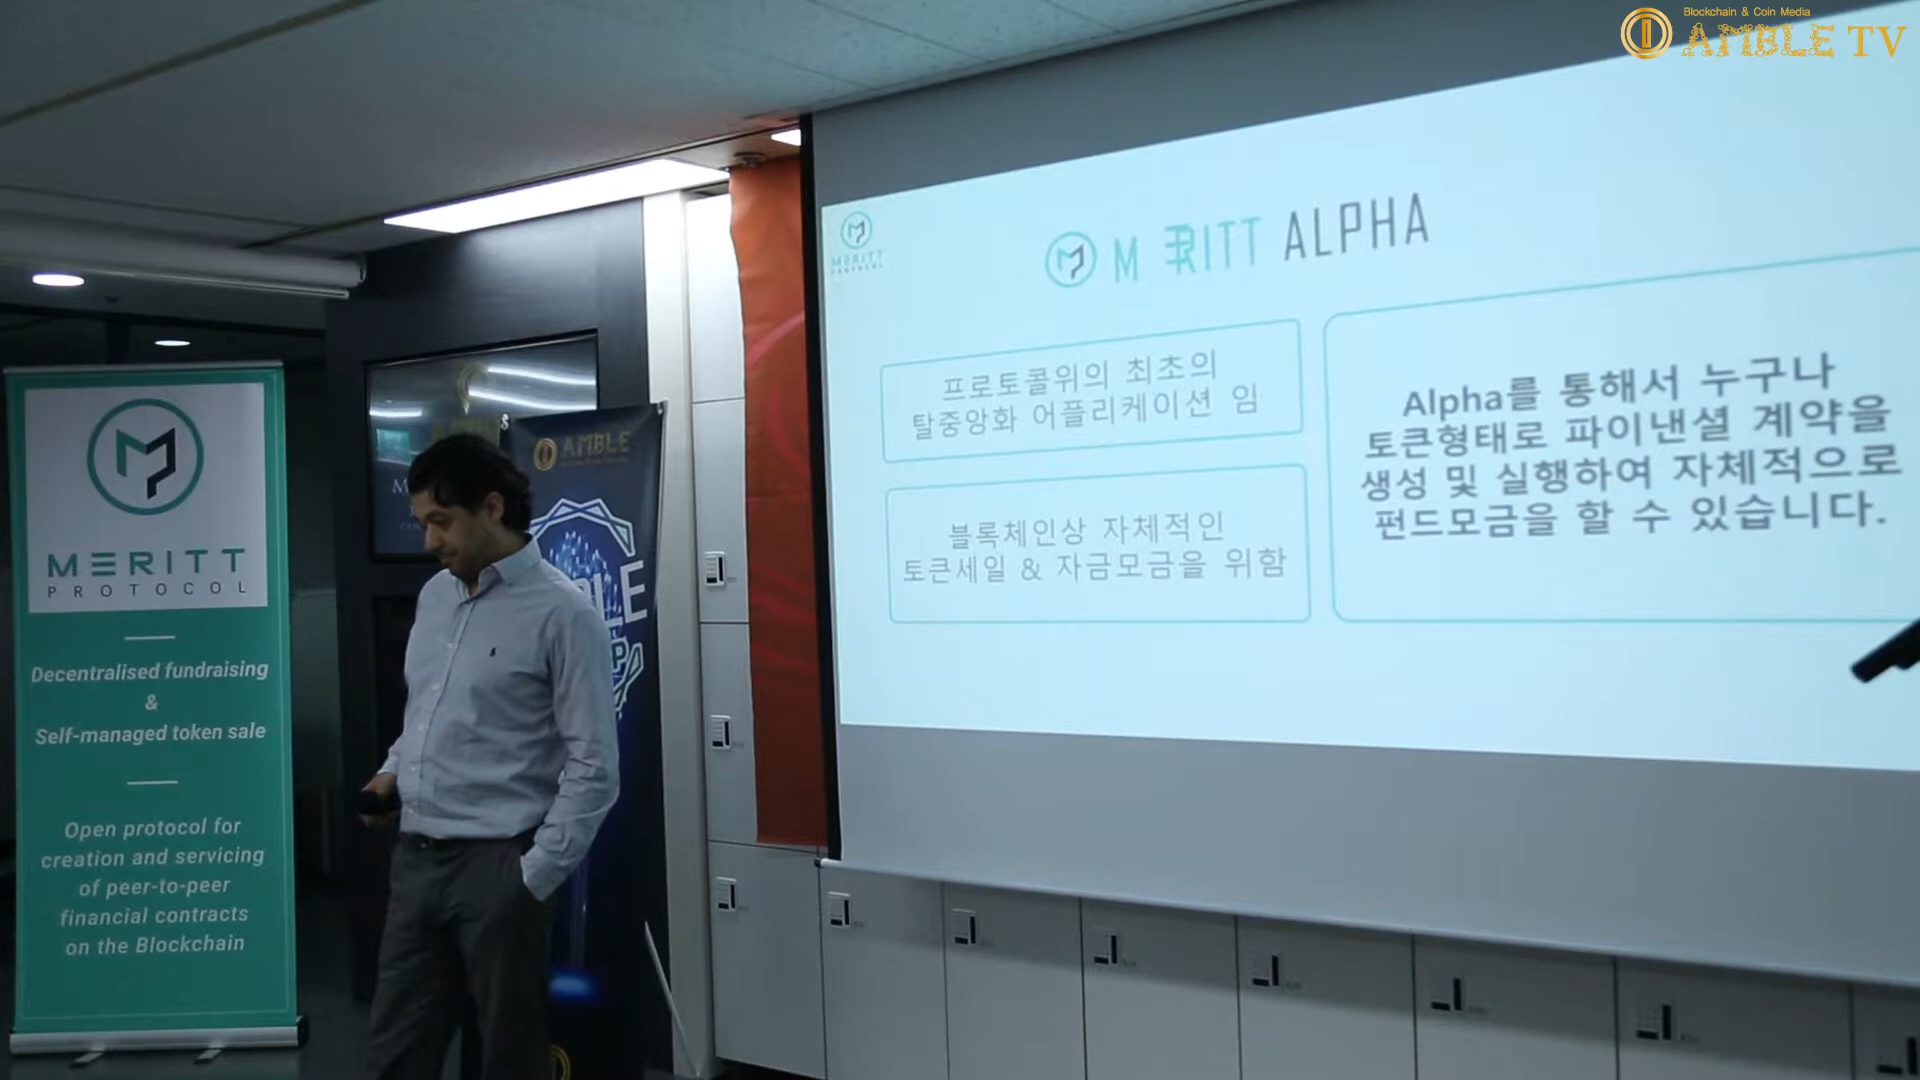 Blockchain & Coin Media
AMBLE TV
MERITT
PROTOCOL
M ERITT ALPHA
프로토콜위의 최초의
탈중앙화 어플리케이션 임
블록체인상 자체적인
토큰세일 & 자금모금을 위함
Alpha를 통해서 누구나
토큰형태로 파이낸셜 계약을
생성 및 실행하여 자체적으로
펀드모금을 할 수 있습니다.
MERITT
PROTOCOL
Decentralised fundraising
&
Self-managed token sale
Open protocol for
creation and servicing
of peer-to-peer
financial contracts
on the Blockchain
AMBLE